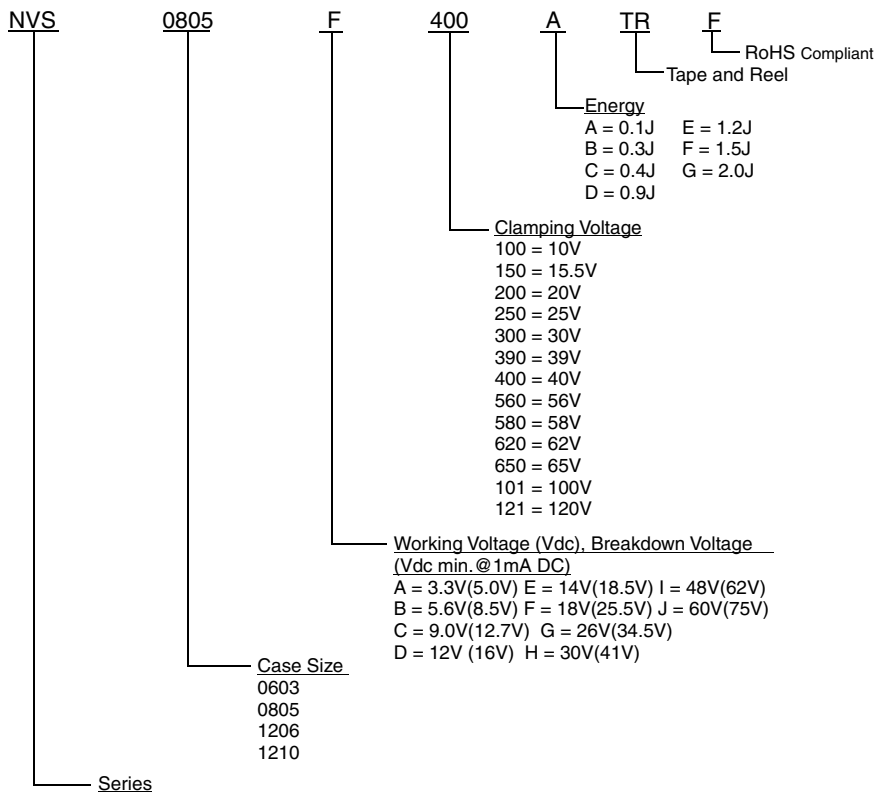 NVS 0805 F 400 A TR F
RoHS Compliant
Tape and Reel
Energy
A = 0.1J E = 1.2J
B = 0.3J F = 1.5J
C = 0.4J G = 2.0J
D = 0.9J
Clamping Voltage
100 = 10V
150 = 15.5V
200 = 20V
250 = 25V
300 = 30V
390 = 39V
400 = 40V
560 = 56V
580 = 58V
620 = 62V
650 = 65V
101 = 100V
121 = 120V
Working Voltage (Vdc), Breakdown Voltage
(Vdc min.@1mA DC)
A = 3.3V(5.0V) E = 14V(18.5V) I = 48V(62V)
B = 5.6V(8.5V) F = 18V(25.5V) J = 60V(75V)
C = 9.0V(12.7V) G = 26V(34.5V)
D = 12V (16V) H = 30V(41V)
Case Size
0603
0805
1206
1210
Series